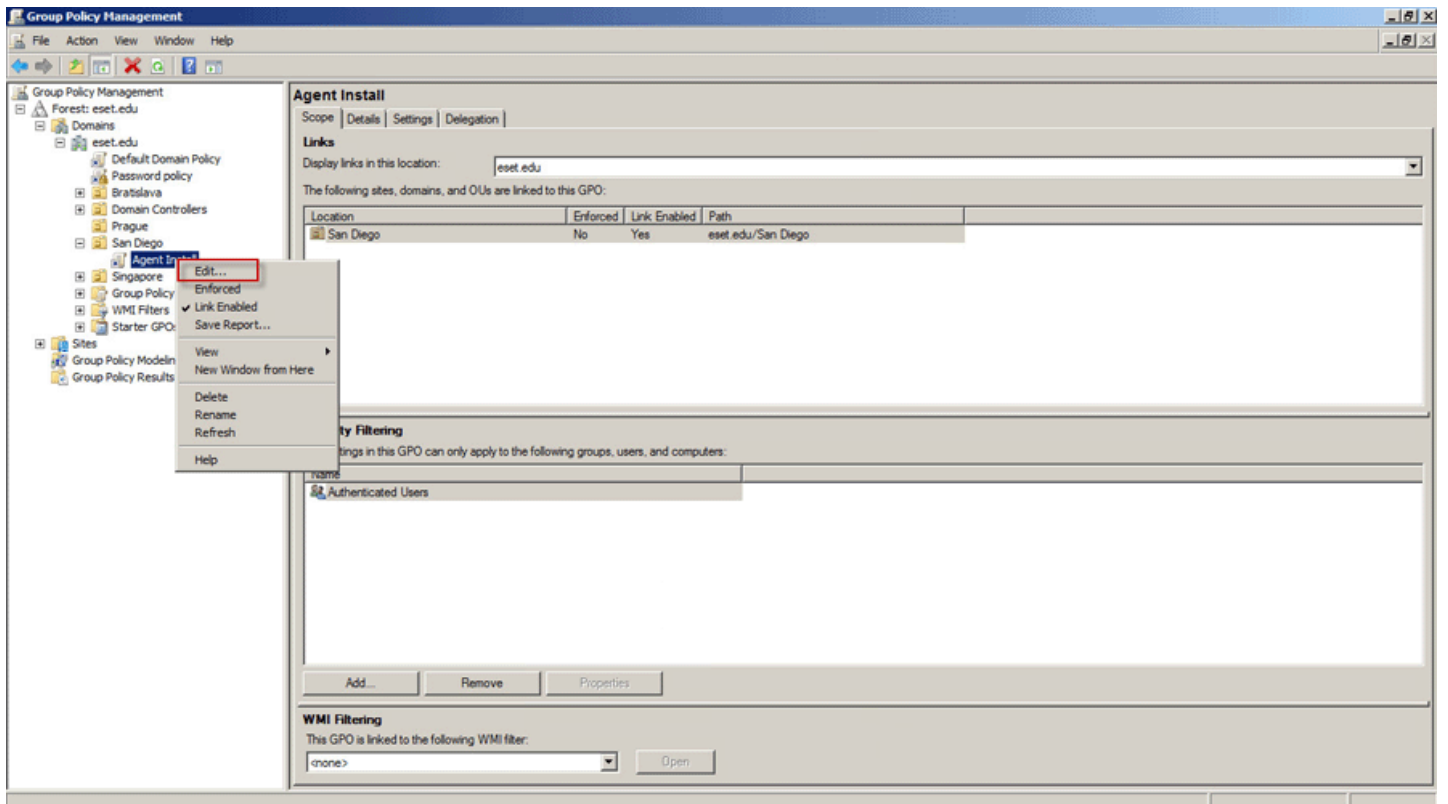 Group Policy Management
File Action View Window Help
Group Policy Management
Forest: eset.edu
Domains
eset.edu
Default Domain Policy
Password policy
Bratislava
Domain Controllers
Prague
San Diego
Agent Install
Singapore
Group Policy
WMI Filters
Starter GPOs
Sites
Group Policy Modelin
Group Policy Results
Edit...
Enforced
Link Enabled
Save Report...
View
New Window from Here
Delete
Rename
Refresh
Help
Agent Install
Scope Details Settings Delegation
Links
Display links in this location: eset.edu
The following sites, domains, and OUs are linked to this GPO:
Location Enforced Link Enabled Path
San Diego No Yes eset.edu/San Diego
ty Filtering
tings in this GPO can only apply to the following groups, users, and computers:
Name
Authenticated Users
Add... Remove Properties
WMI Filtering
This GPO is linked to the following WMI filter:
<none> Open